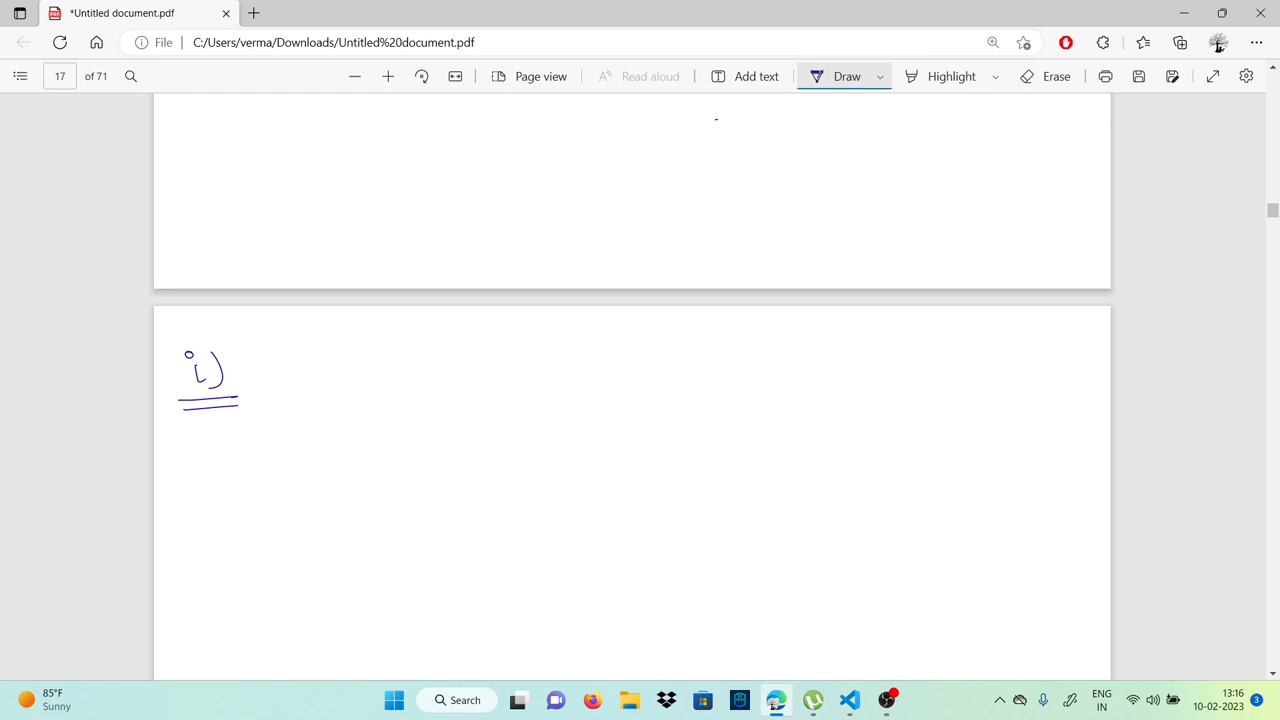 *Untitled document.pdf
File C:/Users/verma/Downloads/Untitled%20document.pdf
17 of 71 Page view Read aloud Add text Draw Highlight Erase
i)
85°F
Sunny
Search
ENG
IN
13:16
10-02-2023
3